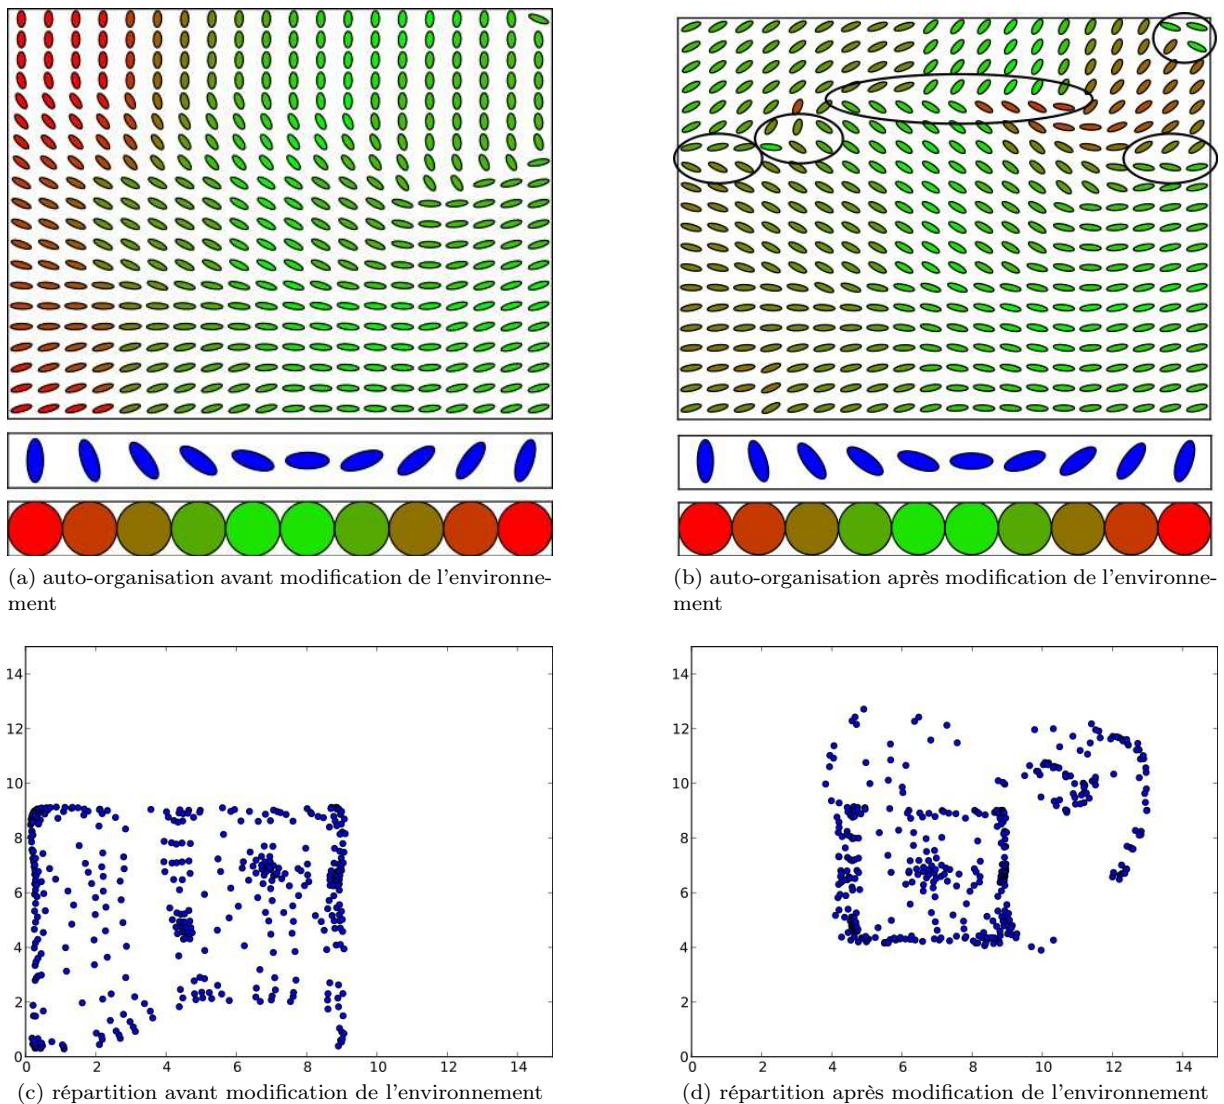 (a) auto-organisation avant modification de l'environne-
ment
(b) auto-organisation après modification de l'environne-
ment
14
12
10
8
6
4
2
0
0 2 4 6 8 10 12 14
(c) répartition avant modification de l'environnement
14
12
10
8
6
4
2
0
0 2 4 6 8 10 12 14
(d) répartition après modification de l'environnement